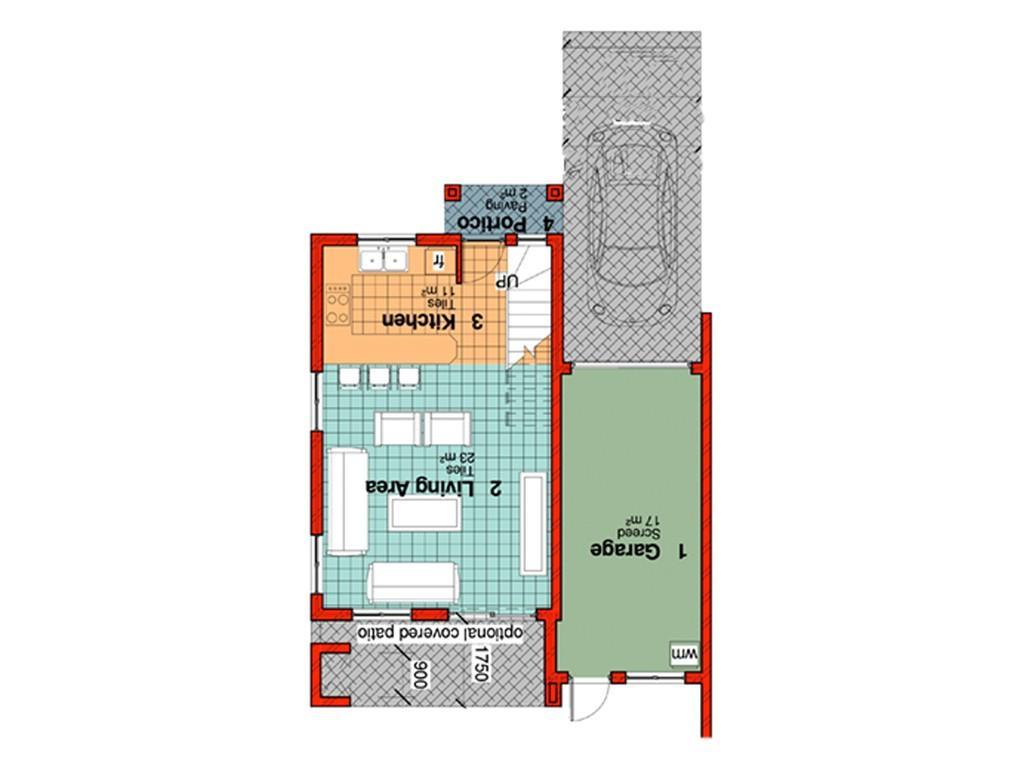 4 Portico
Paving
2 m²
fr
UP
3 Kitchen
Tiles
11 m²
2 Living Area
Tiles
23 m²
1 Garage
Screed
17 m²
wm
optional covered patio
1750
900